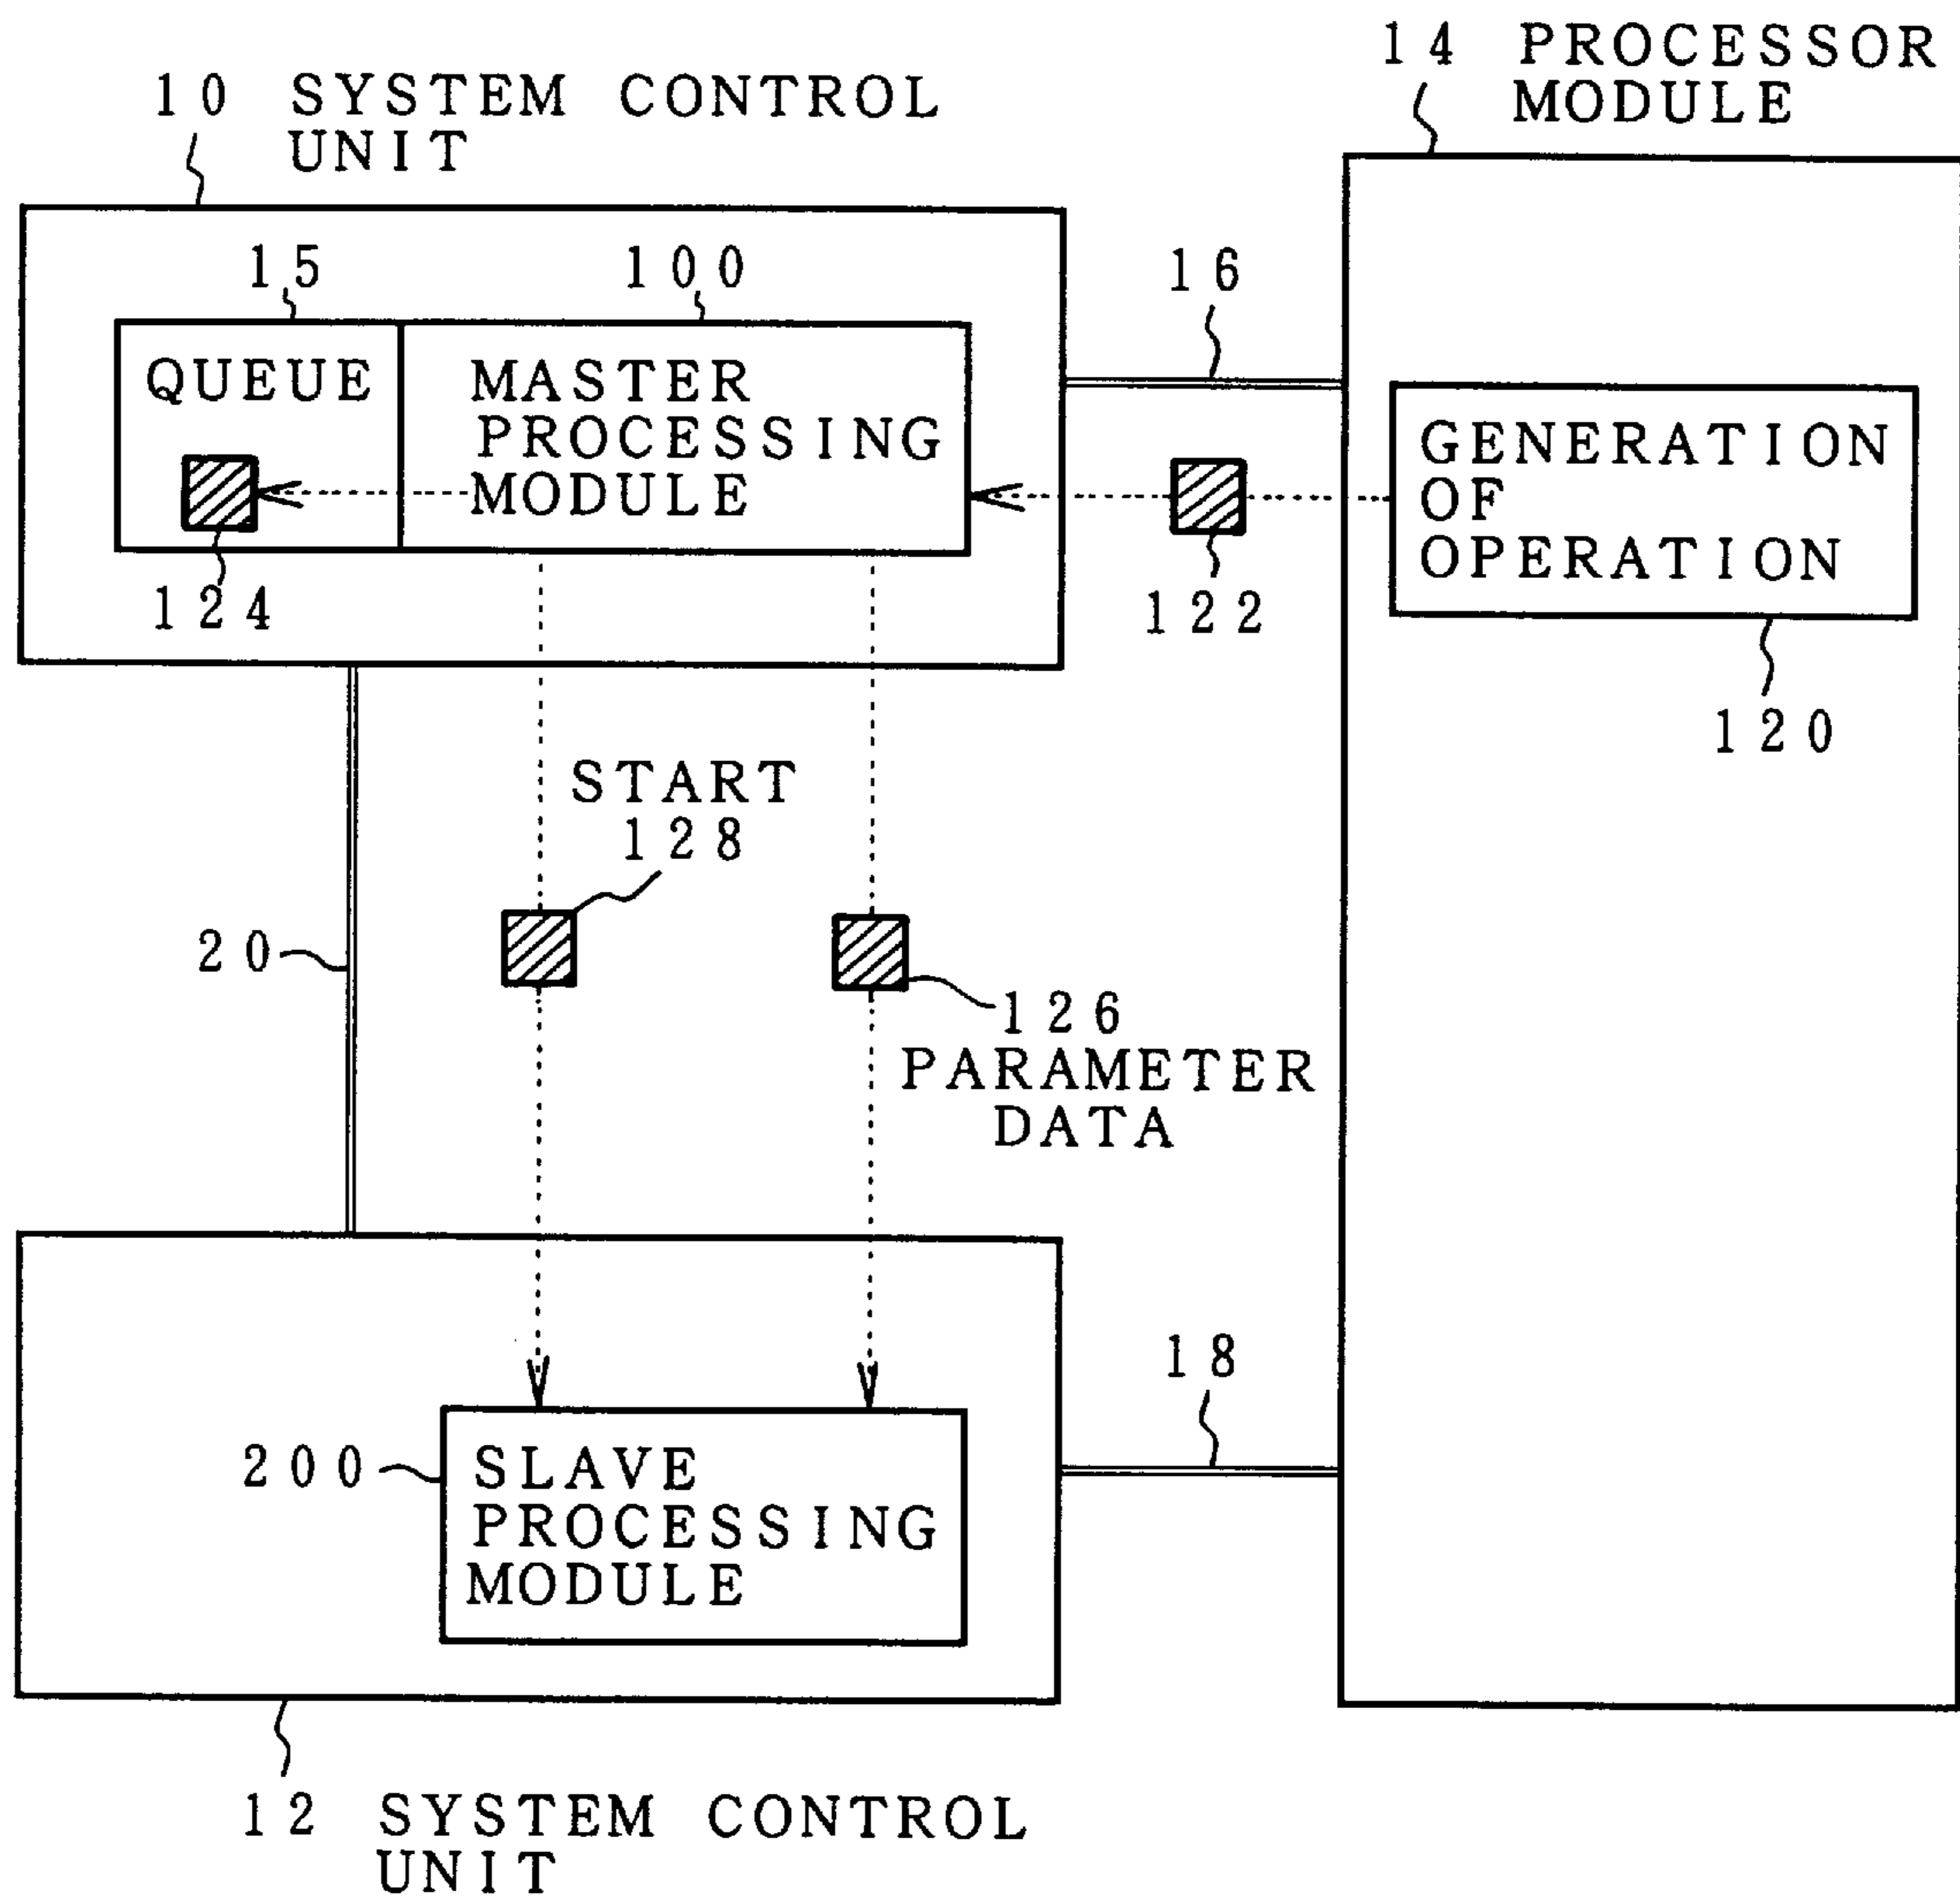 14 PROCESSOR
MODULE
10 SYSTEM CONTROL
UNIT
15
100
16
QUEUE
MASTER
PROCESSING
MODULE
GENERATION
OF
OPERATION
124
122
120
START
128
20
126
PARAMETER
DATA
18
200
SLAVE
PROCESSING
MODULE
12 SYSTEM CONTROL
UNIT